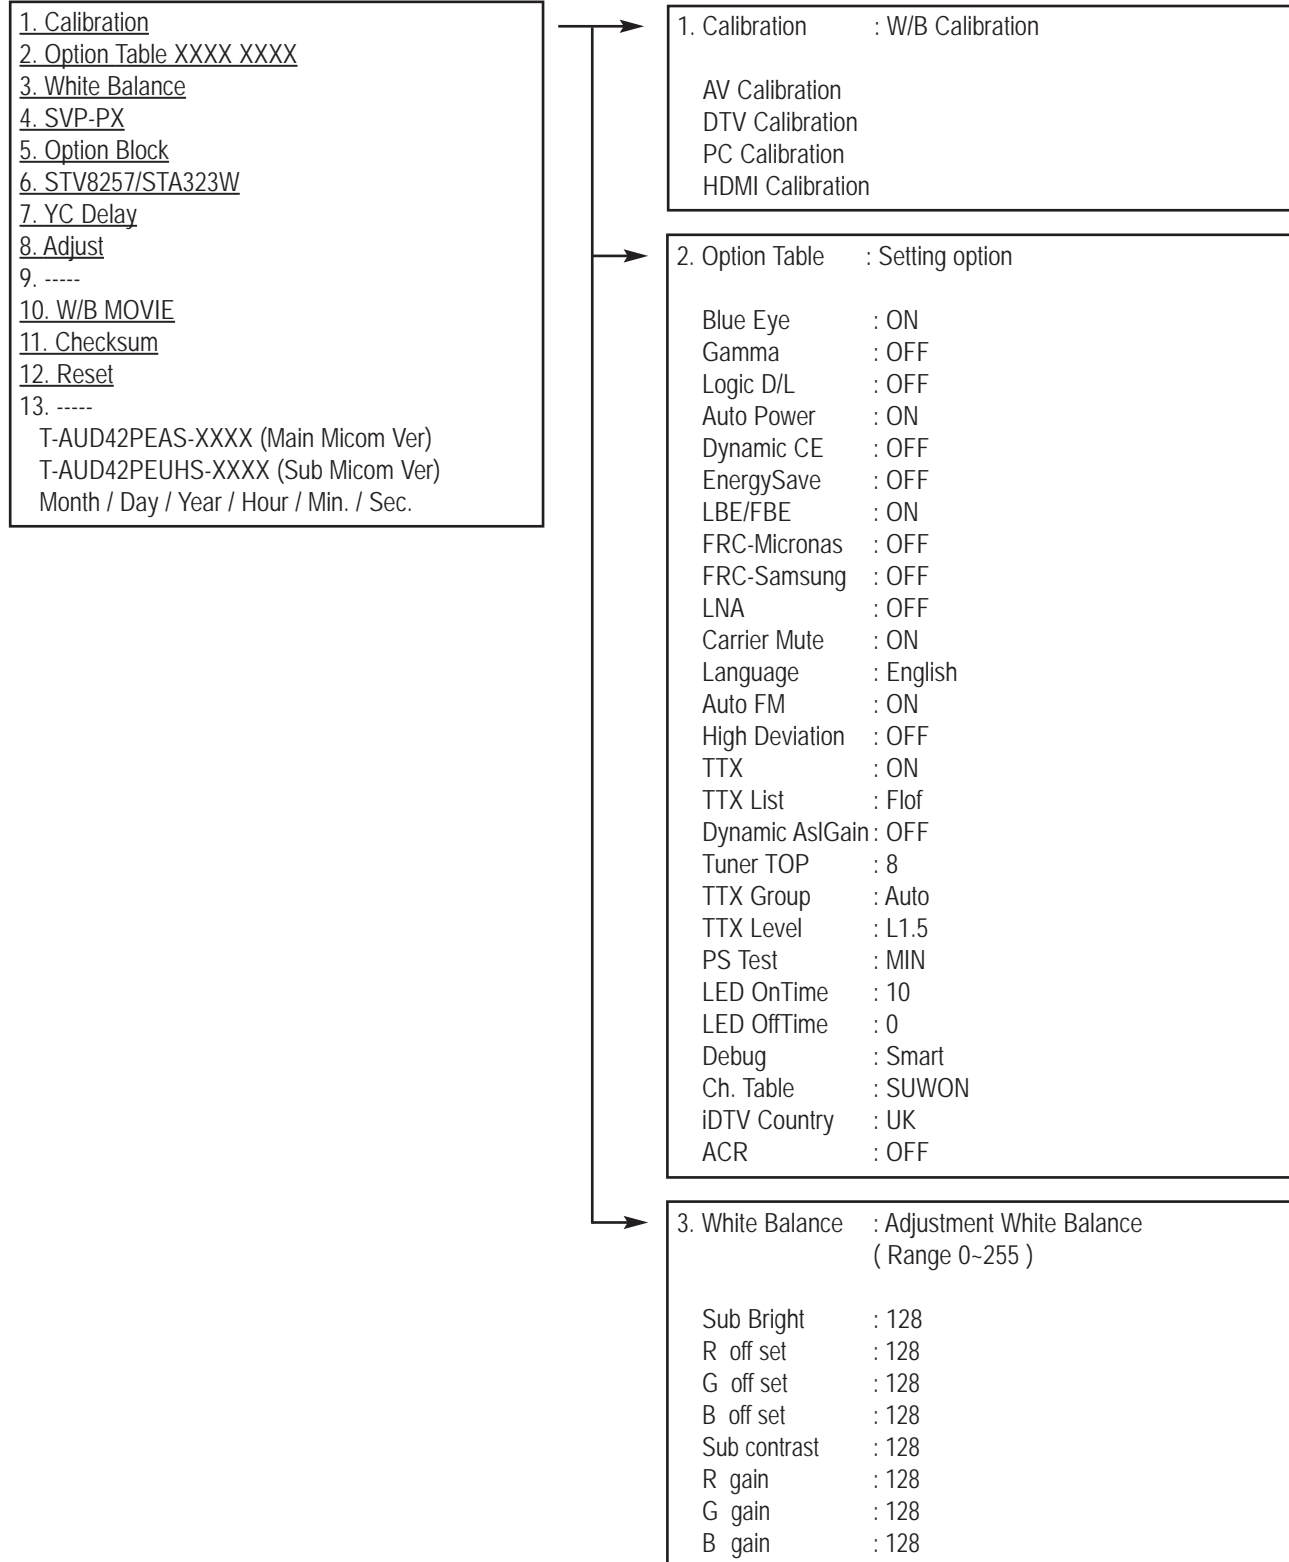 1. Calibration
2. Option Table XXXX XXXX
3. White Balance
4. SVP-PX
5. Option Block
6. STV8257/STA323W
7. YC Delay
8. Adjust
9. -----
10. W/B MOVIE
11. Checksum
12. Reset
13. -----
T-AUD42PEAS-XXXX (Main Micom Ver)
T-AUD42PEUHS-XXXX (Sub Micom Ver)
Month / Day / Year / Hour / Min. / Sec.
1. Calibration : W/B Calibration
AV Calibration
DTV Calibration
PC Calibration
HDMI Calibration
2. Option Table : Setting option
Blue Eye : ON
Gamma : OFF
Logic D/L : OFF
Auto Power : ON
Dynamic CE : OFF
EnergySave : OFF
LBE/FBE : ON
FRC-Micronas : OFF
FRC-Samsung : OFF
LNA : OFF
Carrier Mute : ON
Language : English
Auto FM : ON
High Deviation : OFF
TTX : ON
TTX List : Flof
Dynamic AslGain : OFF
Tuner TOP : 8
TTX Group : Auto
TTX Level : L1.5
PS Test : MIN
LED OnTime : 10
LED OffTime : 0
Debug : Smart
Ch. Table : SUWON
iDTV Country : UK
ACR : OFF
3. White Balance : Adjustment White Balance
( Range 0~255 )
Sub Bright : 128
R off set : 128
G off set : 128
B off set : 128
Sub contrast : 128
R gain : 128
G gain : 128
B gain : 128